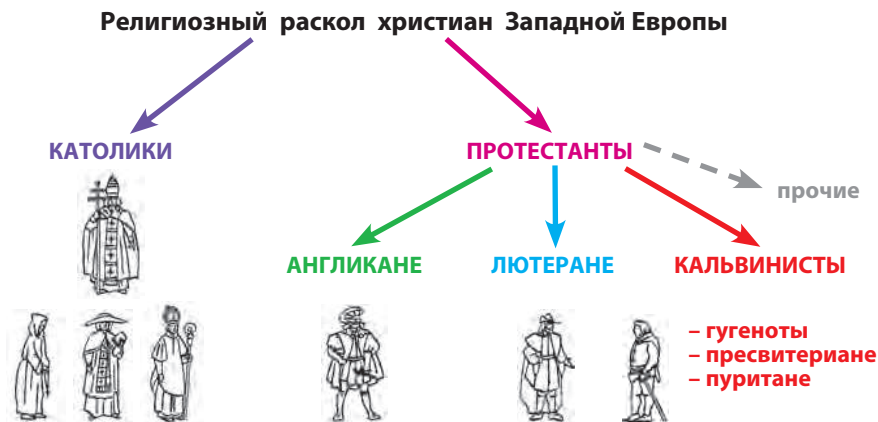 Религиозный раскол христиан Западной Европы
КАТОЛИКИ
ПРОТЕСТАНТЫ
прочие
АНГЛИКАНЕ
ЛЮТЕРАНЕ
КАЛЬВИНИСТЫ
– гугеноты
– пресвитериане
– пуритане